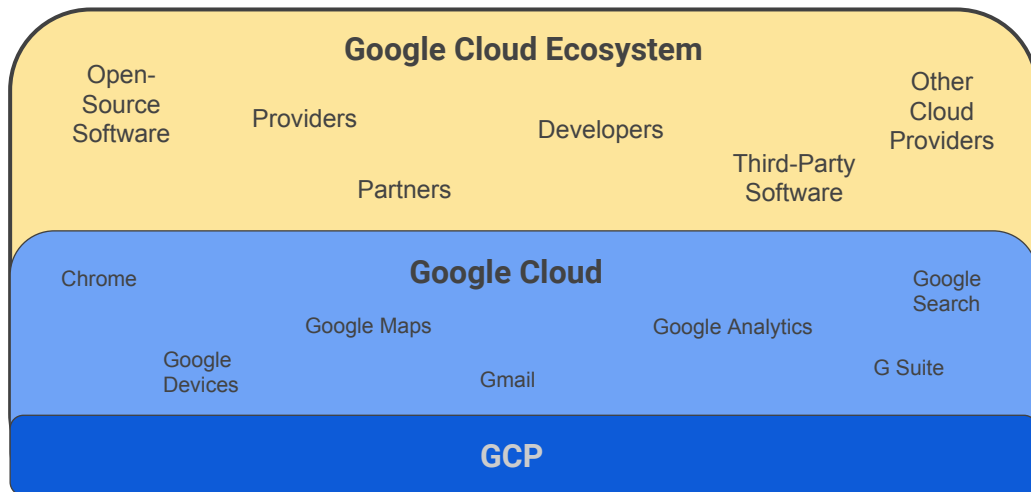 Google Cloud Ecosystem
Open-
Source
Software
Providers
Developers
Other
Cloud
Providers
Partners
Third-Party
Software
Google Cloud
Chrome
Google
Search
Google Maps
Google Analytics
Google
Devices
Gmail
G Suite
GCP